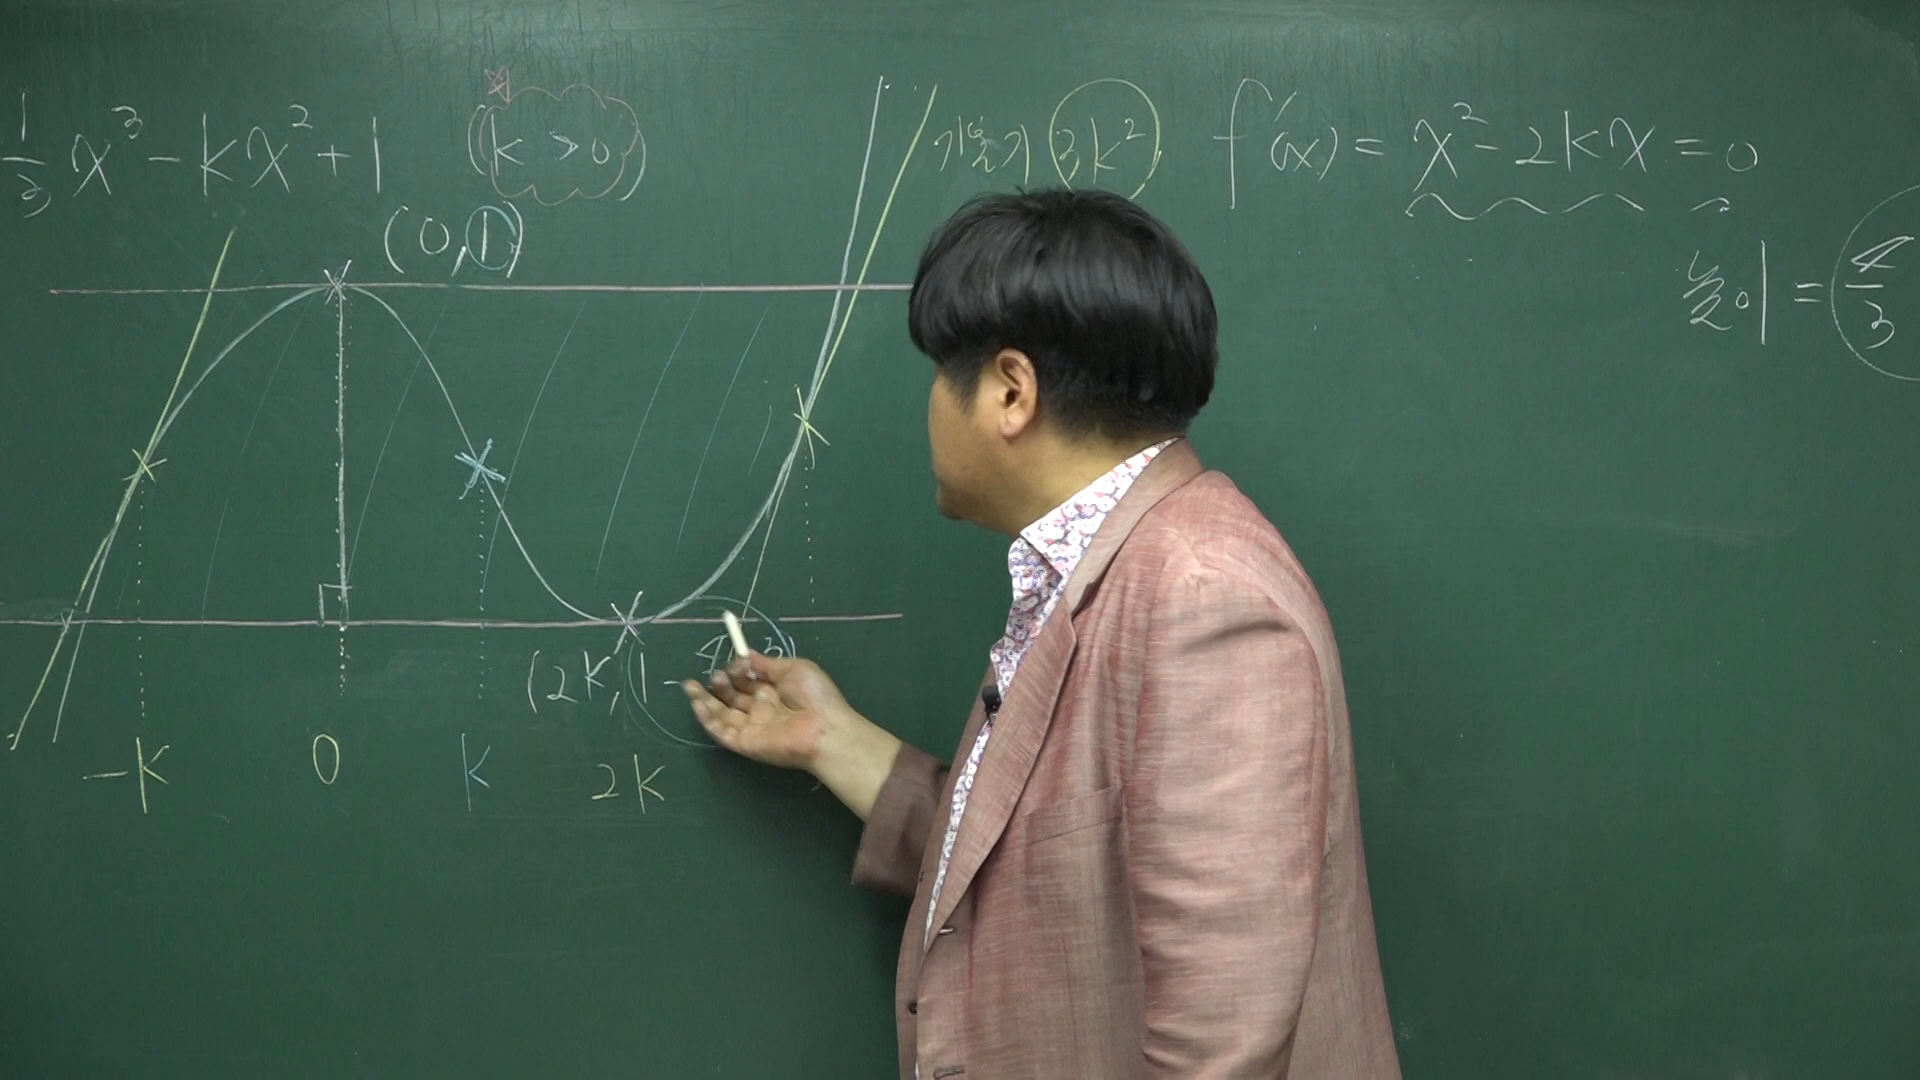 1/3 x³ - kx² + 1 (k > 0)
기울기 3k²
f'(x) = x² - 2kx = 0
(0, 1)
높이 = 4/3
(2k, 1 -
-k 0 k 2k